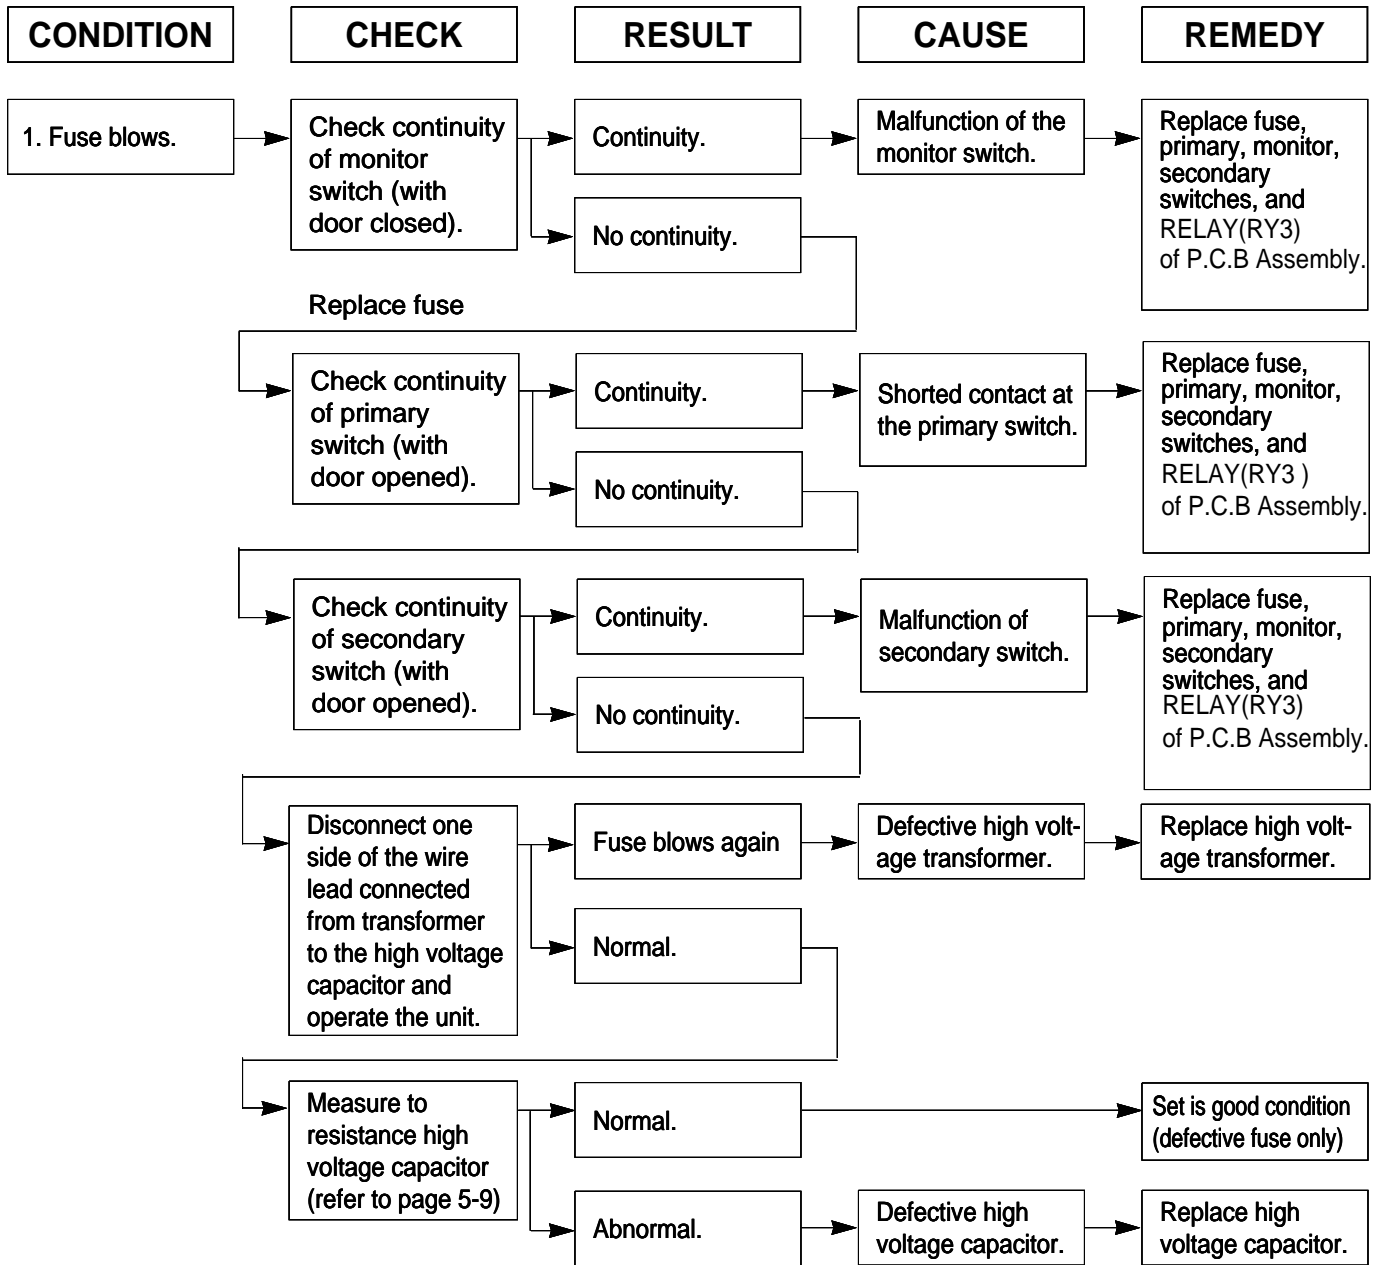 CONDITION
CHECK
RESULT
CAUSE
REMEDY
1. Fuse blows.
Check continuity
of monitor
switch (with
door closed).
Continuity.
Malfunction of the
monitor switch.
Replace fuse,
primary, monitor,
secondary
switches, and
RELAY(RY3)
of P.C.B Assembly.
No continuity.
Replace fuse
Check continuity
of primary
switch (with
door opened).
Continuity.
Shorted contact at
the primary switch.
Replace fuse,
primary, monitor,
secondary
switches, and
RELAY(RY3 )
of P.C.B Assembly.
No continuity.
Check continuity
of secondary
switch (with
door opened).
Continuity.
Malfunction of
secondary switch.
Replace fuse,
primary, monitor,
secondary
switches, and
RELAY(RY3)
of P.C.B Assembly.
No continuity.
Disconnect one
side of the wire
lead connected
from transformer
to the high voltage
capacitor and
operate the unit.
Fuse blows again
Defective high volt-
age transformer.
Replace high volt-
age transformer.
Normal.
Measure to
resistance high
voltage capacitor
(refer to page 5-9)
Normal.
Set is good condition
(defective fuse only)
Abnormal.
Defective high
voltage capacitor.
Replace high
voltage capacitor.